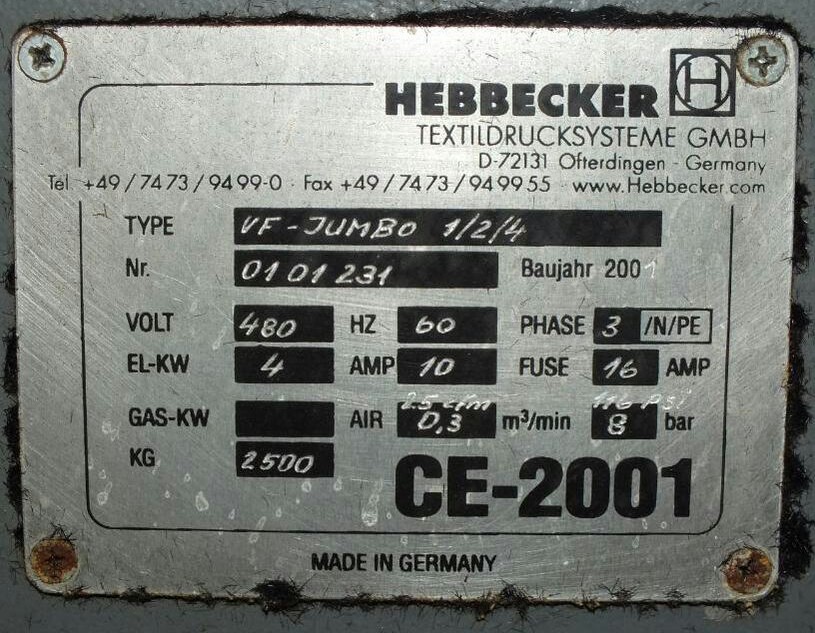 HEBBECKER H
TEXTILDRUCKSYSTEME GMBH
D-72131 Ofterdingen - Germany
Tel. +49/7473/9499-0 · Fax +49/7473/949955 · www.Hebbecker.com
TYPE VF-JUMBO 1/2/4
Nr. 01 01 231 Baujahr 2001
VOLT 480 HZ 60 PHASE 3 /N/PE
EL-KW 4 AMP 10 FUSE 16 AMP
2.5 cfm 116 PSI
GAS-KW AIR 0,3 m³/min 8 bar
KG 2500
CE-2001
MADE IN GERMANY